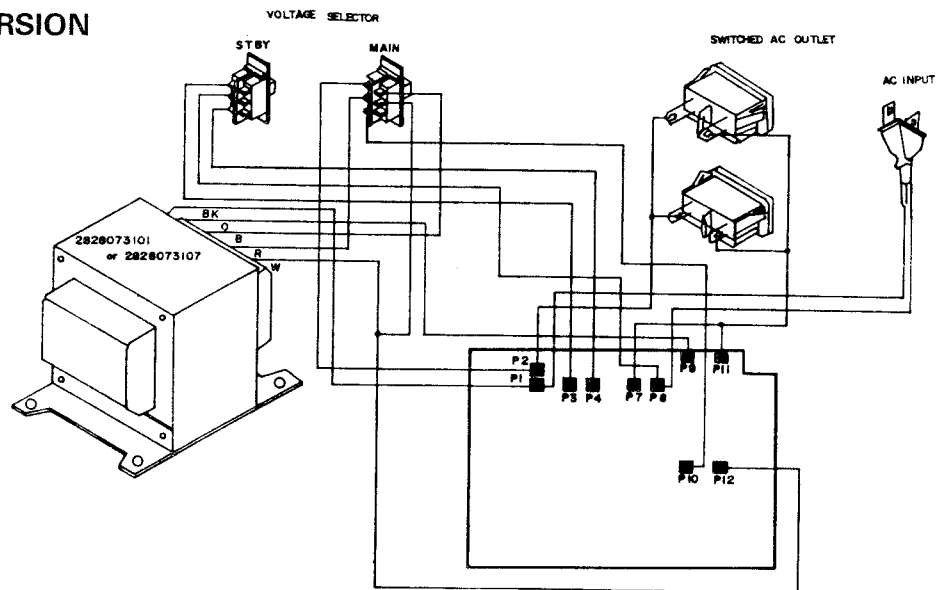 RSION
VOLTAGE SELECTOR
STBY
MAIN
SWITCHED AC OUTLET
AC INPUT
BK
O
B
R
W
2828073101
or 2828073107
P2
P1
P3
P4
P7
P8
P9
P11
P10
P12